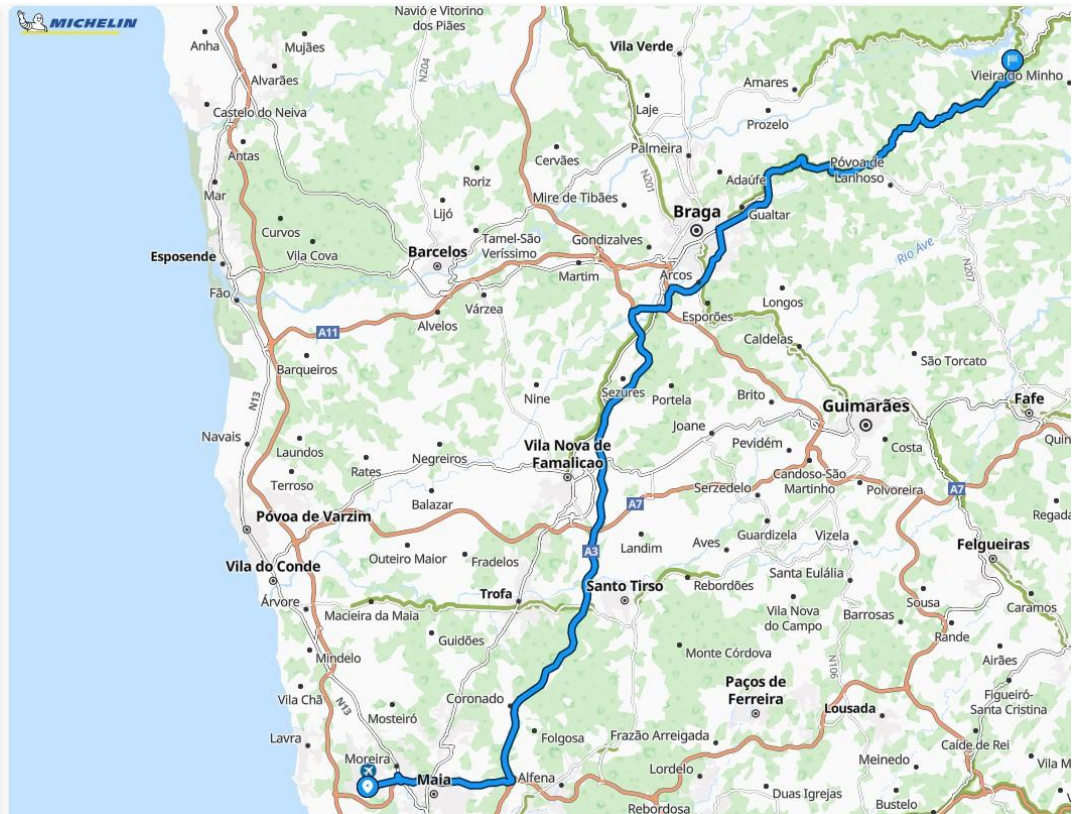 MICHELIN
Navió e Vitorino
dos Piães
Anha
Mujães
Vila Verde
N204
Alvarães
Amares
Vieira do Minho
Laje
Castelo do Neiva
Prozelo
Antas
Cervães
Palmeira
Póvoa de
Lanhoso
N201
Adaúfe
Roriz
Mar
Mire de Tibães
Lijó
Gualtar
Braga
Curvos
Tamel-São
Veríssimo
Gondizalves
Esposende
Vila Cova
Barcelos
Rio Ave
Martim
Arcos
N207
Fão
Várzea
Longos
Esporões
Alvelos
A11
Caldelas
São Torcato
Barqueiros
Nine
Sezures
Portela
Brito
Guimarães
Fafe
N13
Joane
Navais
Vila Nova de
Famalicao
Pevidém
Costa
Quin
Laundos
Rates
Negreiros
Candoso-São
Martinho
Terroso
Serzedelo
Polvoreira
A7
Balazar
A7
Regada
Póvoa de Varzim
Guardizela
Vizela
Landim
Aves
Felgueiras
Outeiro Maior
Fradelos
A3
Vila do Conde
Santa Eulália
Santo Tirso
Rebordões
Trofa
Sousa
Caramos
Árvore
Macieira da Maia
Vila Nova
do Campo
Barrosas
Guidões
Rande
Monte Córdova
Airães
Mindelo
N106
Paços de
Ferreira
Vila Chã
Coronado
Figueiró-
Santa Cristina
N13
Lousada
Mosteiró
Folgosa
Frazão Arreigada
Lavra
Calde de Rei
Moreira
Meinedo
Vila M
Maia
Alfena
Lordelo
Duas Igrejas
Bustelo
Rebordosa